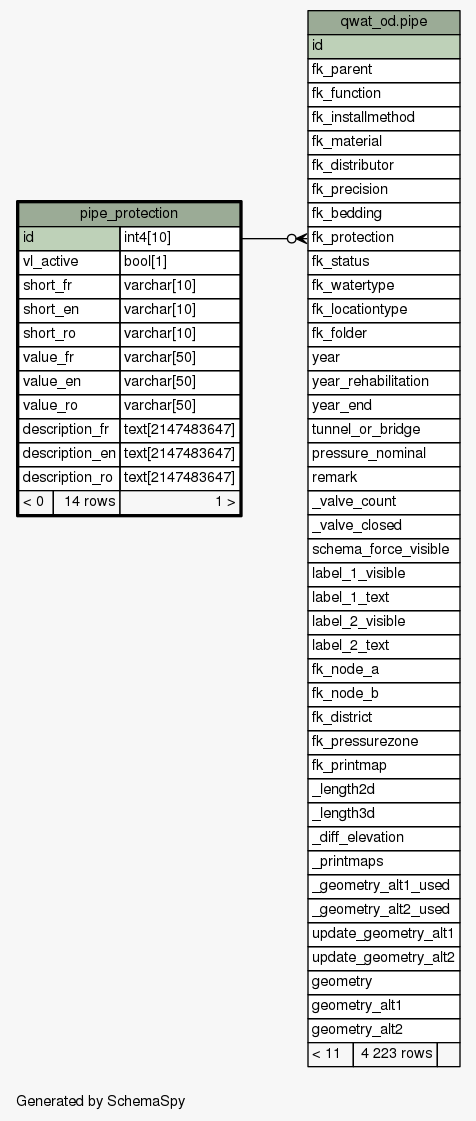 qwat_od.pipe
id
fk_parent
fk_function
fk_installmethod
fk_material
fk_distributor
fk_precision
fk_bedding
fk_protection
fk_status
fk_watertype
fk_locationtype
fk_folder
year
year_rehabilitation
year_end
tunnel_or_bridge
pressure_nominal
remark
_valve_count
_valve_closed
schema_force_visible
label_1_visible
label_1_text
label_2_visible
label_2_text
fk_node_a
fk_node_b
fk_district
fk_pressurezone
fk_printmap
_length2d
_length3d
_diff_elevation
_printmaps
_geometry_alt1_used
_geometry_alt2_used
update_geometry_alt1
update_geometry_alt2
geometry
geometry_alt1
geometry_alt2
< 11 4 223 rows
pipe_protection
id int4[10]
vl_active bool[1]
short_fr varchar[10]
short_en varchar[10]
short_ro varchar[10]
value_fr varchar[50]
value_en varchar[50]
value_ro varchar[50]
description_fr text[2147483647]
description_en text[2147483647]
description_ro text[2147483647]
< 0 14 rows 1 >
Generated by SchemaSpy